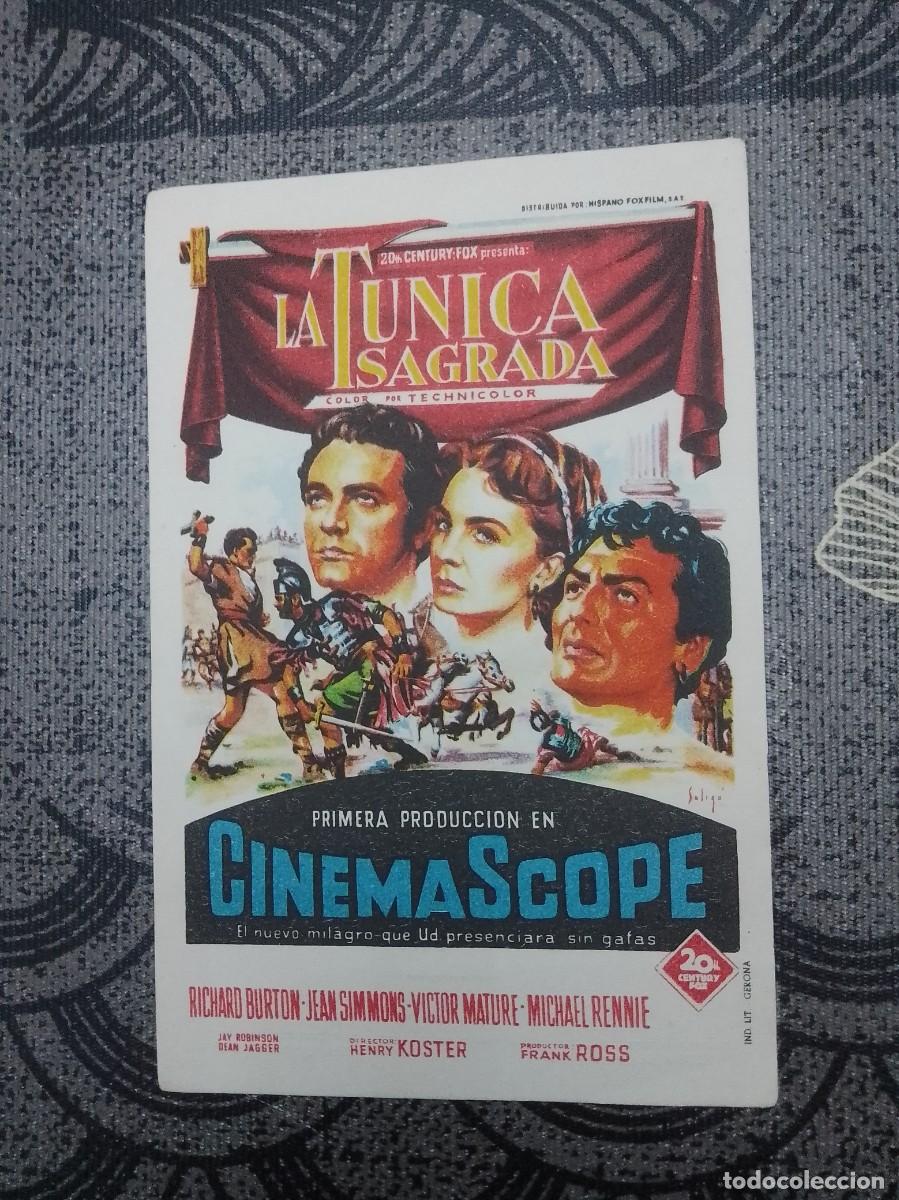 DISTRIBUIDA POR: HISPANO FOXFILM, S.A.E.
20th CENTURY-FOX presenta:
LA TUNICA
SAGRADA
COLOR POR TECHNICOLOR
Soligó
PRIMERA PRODUCCION EN
CINEMASCOPE
El nuevo milagro que Ud presenciara sin gafas
20th
CENTURY
FOX
IND. LIT GERONA
RICHARD BURTON - JEAN SIMMONS - VICTOR MATURE - MICHAEL RENNIE
JAY ROBINSON
DEAN JAGGER
DIRECTOR:
HENRY KOSTER
PRODUCTOR:
FRANK ROSS
todocoleccion